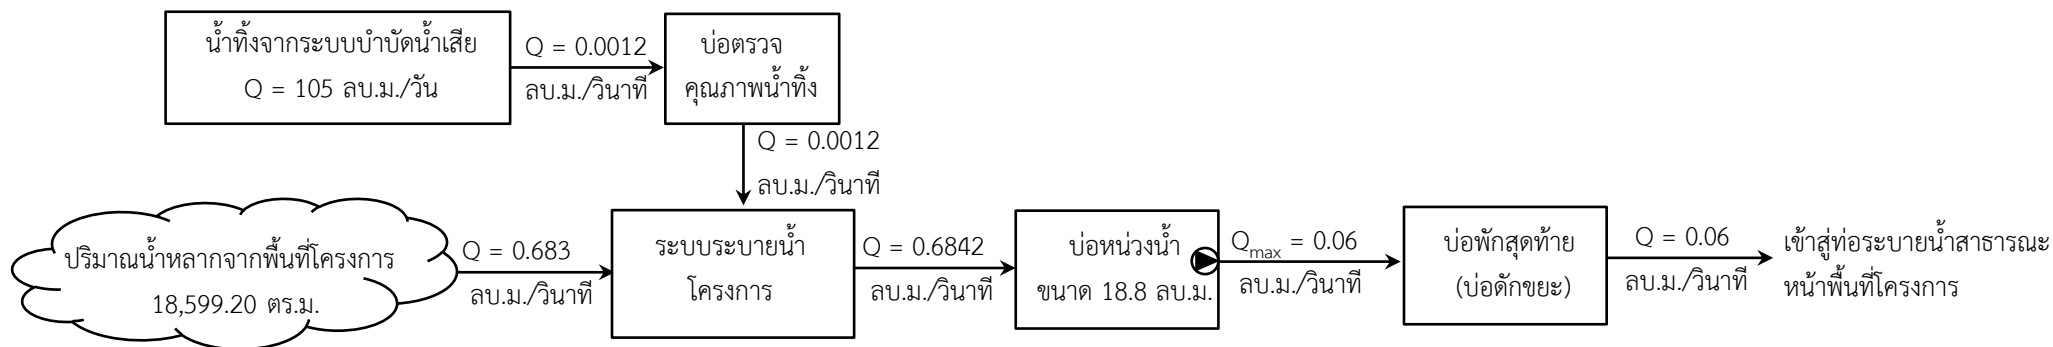 น้ำทิ้งจากระบบบำบัดน้ำเสีย
Q = 105 ลบ.ม./วัน
Q = 0.0012
ลบ.ม./วินาที
บ่อตรวจ
คุณภาพน้ำทิ้ง
Q = 0.0012
ลบ.ม./วินาที
ปริมาณน้ำหลากจากพื้นที่โครงการ
18,599.20 ตร.ม.
Q = 0.683
ลบ.ม./วินาที
ระบบระบายน้ำ
โครงการ
Q = 0.6842
ลบ.ม./วินาที
บ่อหน่วงน้ำ
ขนาด 18.8 ลบ.ม.
Qmax = 0.06
ลบ.ม./วินาที
บ่อพักสุดท้าย
(บ่อดักขยะ)
Q = 0.06
ลบ.ม./วินาที
เข้าสู่ท่อระบายน้ำสาธารณะ
หน้าพื้นที่โครงการ